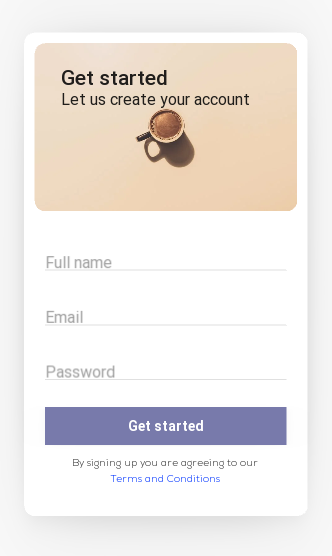 Get started
Let us create your account
Full name
Email
Password
Get started
By signing up you are agreeing to our
Terms and Conditions